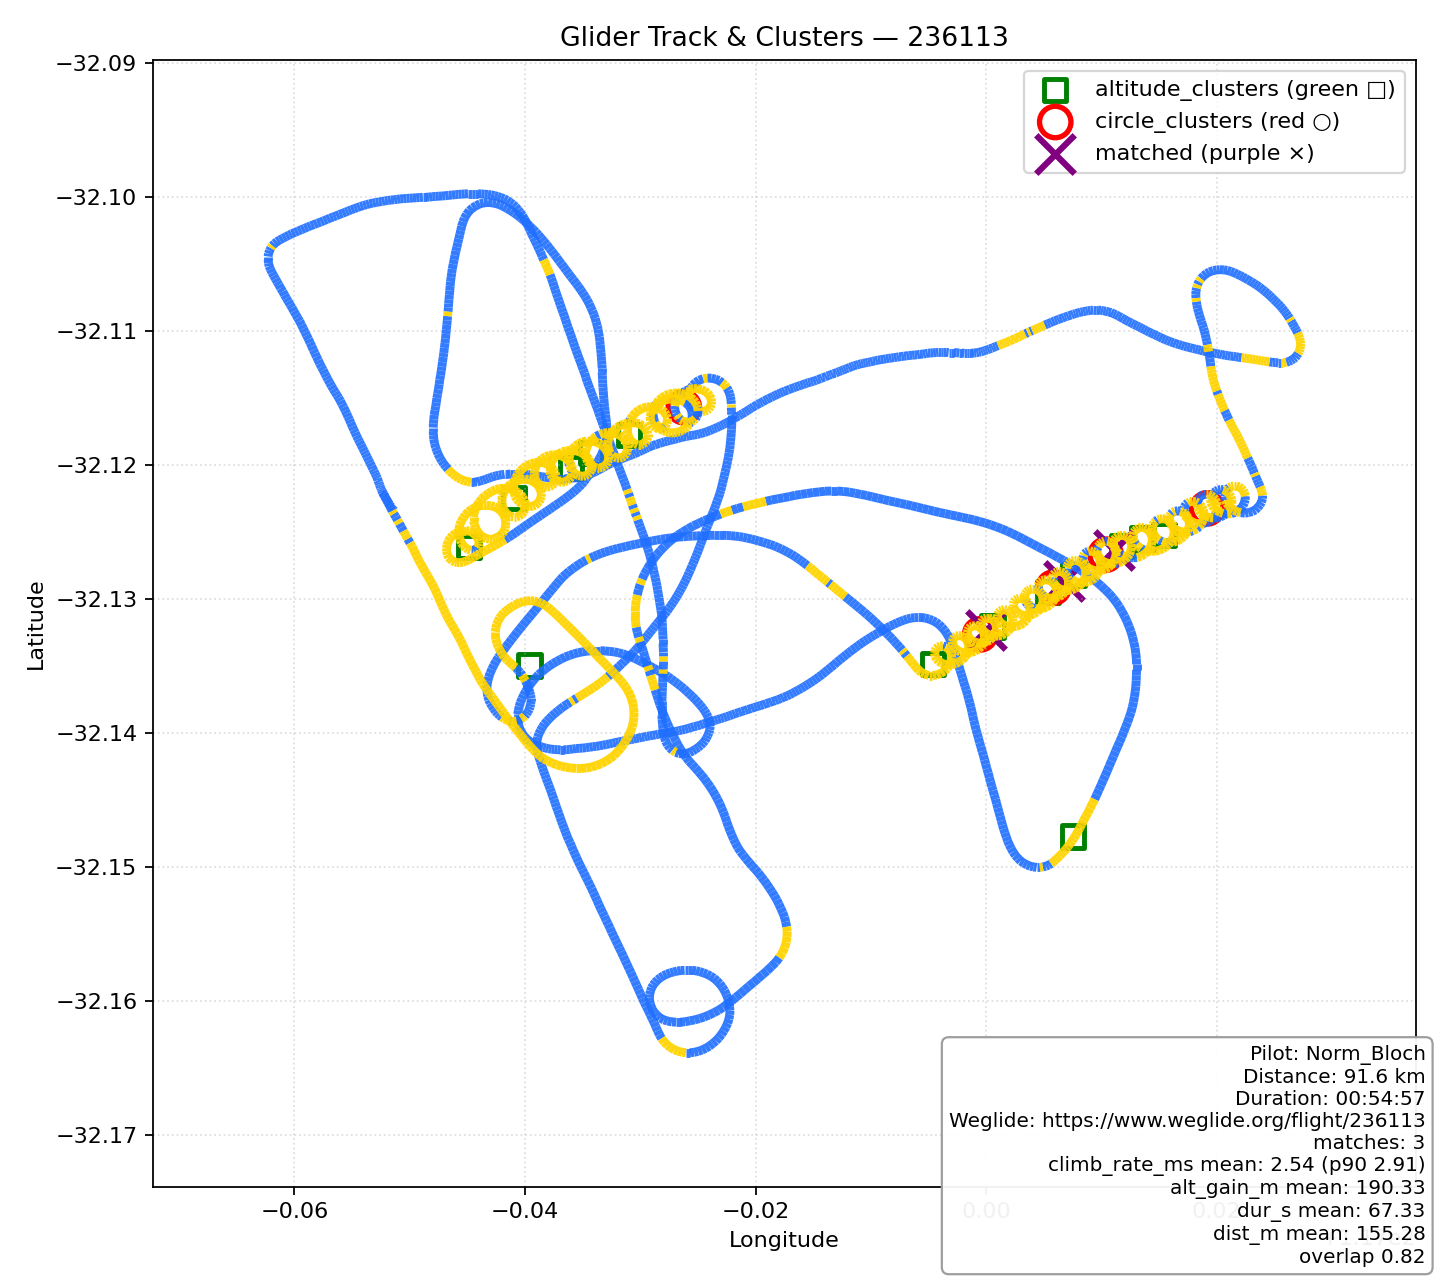 Glider Track & Clusters — 236113
altitude_clusters (green □)
circle_clusters (red ○)
matched (purple ×)
−32.09
−32.10
−32.11
−32.12
−32.13
−32.14
−32.15
−32.16
−32.17
Latitude
−0.06
−0.04
−0.02
0.00
0.02
Longitude
Pilot: Norm_Bloch
Distance: 91.6 km
Duration: 00:54:57
Weglide: https://www.weglide.org/flight/236113
matches: 3
climb_rate_ms mean: 2.54 (p90 2.91)
alt_gain_m mean: 190.33
dur_s mean: 67.33
dist_m mean: 155.28
overlap 0.82